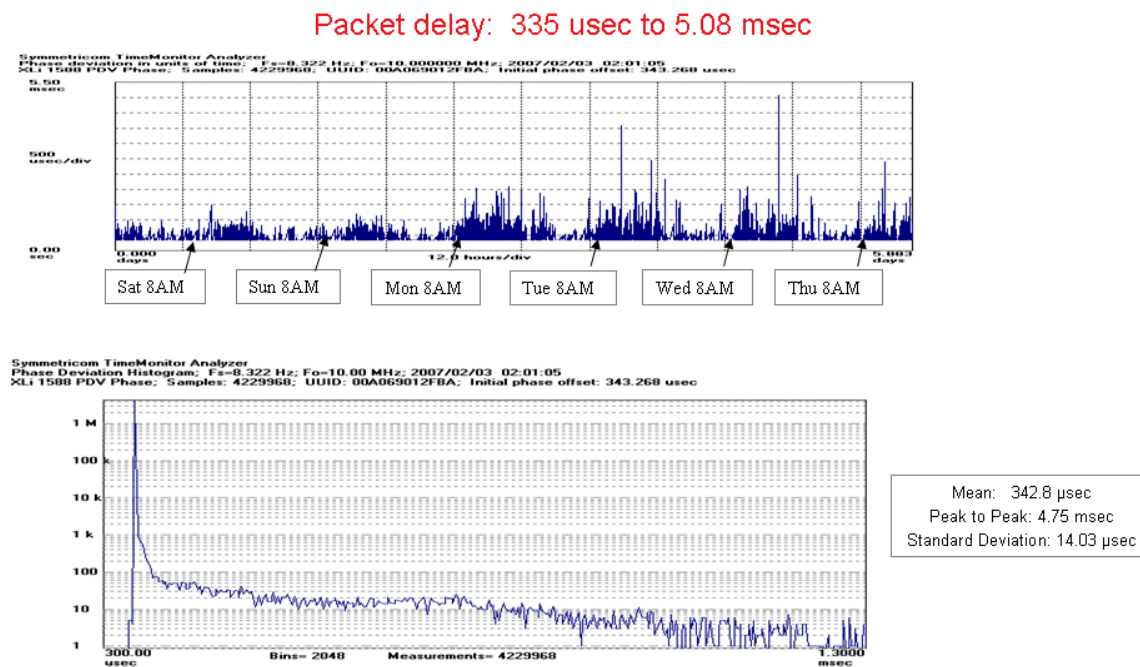 Packet delay: 335 usec to 5.08 msec
Symmetricom TimeMonitor Analyzer
Phase deviation in units of time; Fs=8.322 Hz; Fo=10.000000 MHz; 2007/02/03 02:01:05
XLi 1588 PDV Phase; Samples: 4229968; UUID: 00A069012FBA; Initial phase offset: 343.268 usec
5.50
msec
500
usec/div
0.00
sec
0.000
days
12.0 hours/div
5.883
days
Sat 8AM
Sun 8AM
Mon 8AM
Tue 8AM
Wed 8AM
Thu 8AM
Symmetricom TimeMonitor Analyzer
Phase Deviation Histogram; Fs=8.322 Hz; Fo=10.00 MHz; 2007/02/03 02:01:05
XLi 1588 PDV Phase; Samples: 4229968; UUID: 00A069012FBA; Initial phase offset: 343.268 usec
1 M
100 k
10 k
1 k
100
10
1
300.00
usec
Bins= 2048
Measurements= 4229968
1.3000
msec
Mean: 342.8 µsec
Peak to Peak: 4.75 msec
Standard Deviation: 14.03 µsec